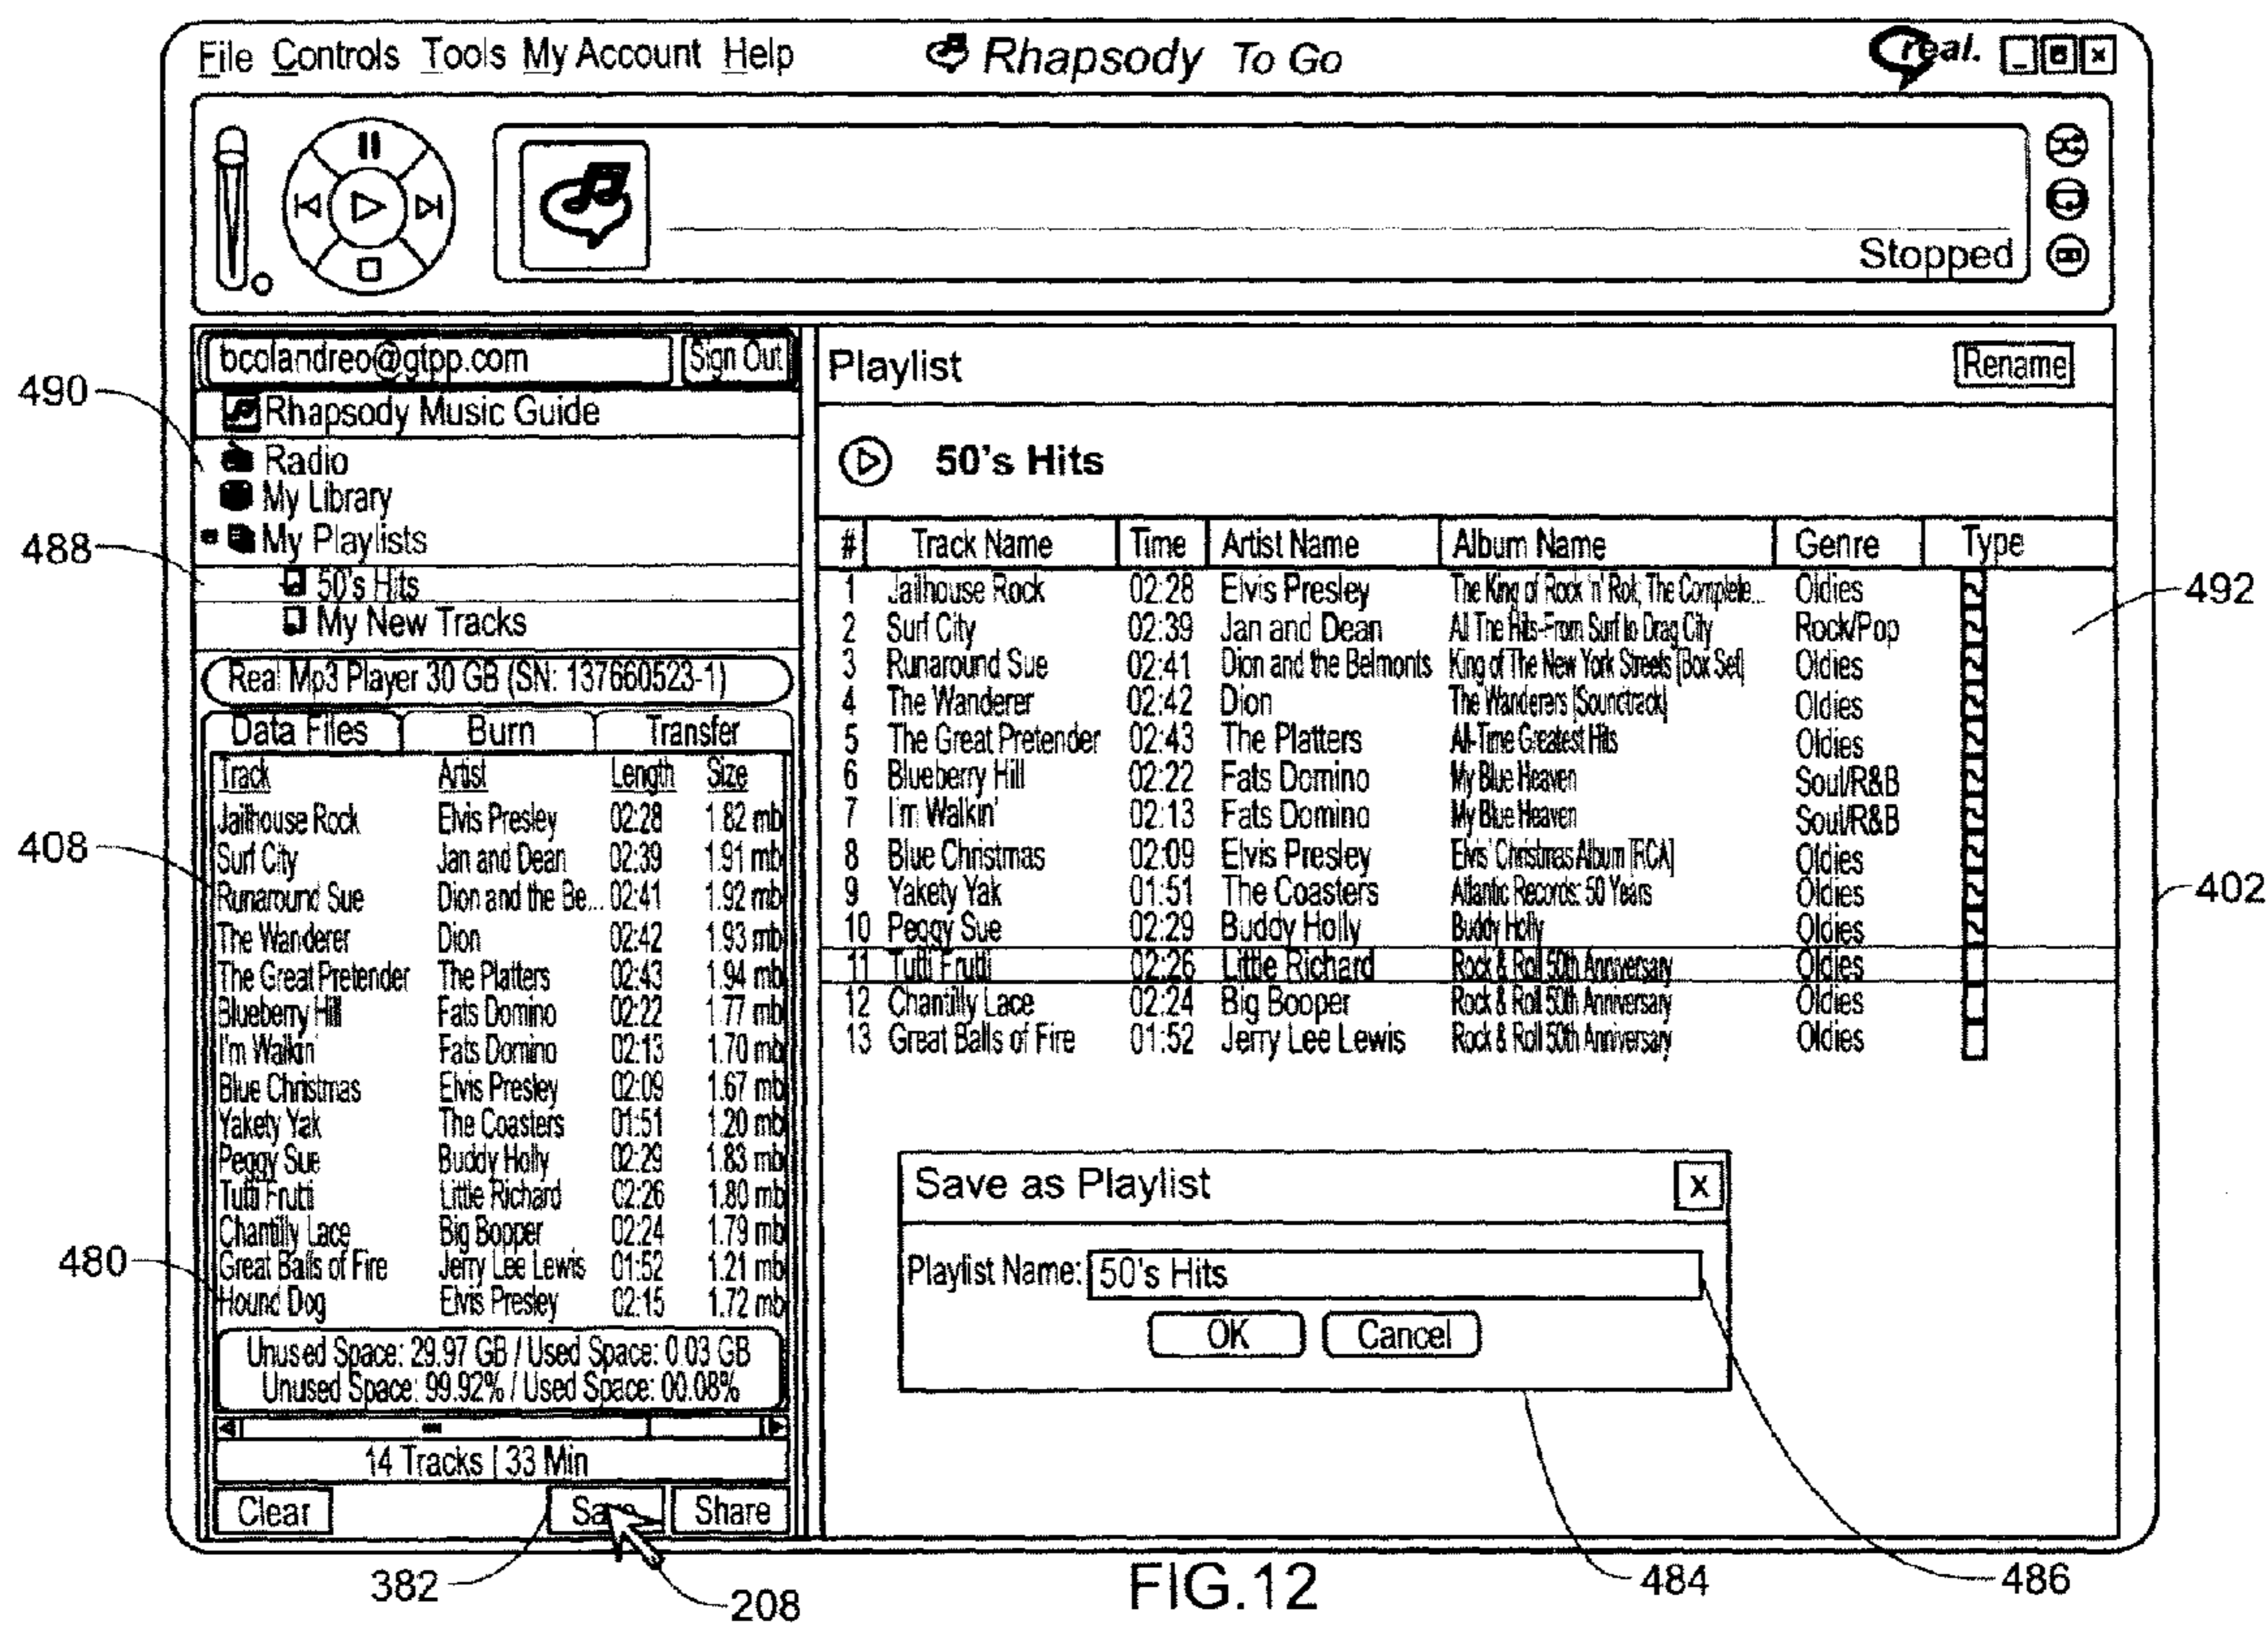 File Controls Tools My Account Help Rhapsody To Go real.
Stopped
bcolandreo@gtpp.com Sign Out
Rhapsody Music Guide
Radio
My Library
My Playlists
50's Hits
My New Tracks
Real Mp3 Player 30 GB (SN: 137660523-1)
Data Files Burn Transfer
Track Artist Length Size
Jailhouse Rock Elvis Presley 02:28 1.82 mb
Surf City Jan and Dean 02:39 1.91 mb
Runaround Sue Dion and the Be... 02:41 1.92 mb
The Wanderer Dion 02:42 1.93 mb
The Great Pretender The Platters 02:43 1.94 mb
Blueberry Hill Fats Domino 02:22 1.77 mb
I'm Walkin' Fats Domino 02:13 1.70 mb
Blue Christmas Elvis Presley 02:09 1.67 mb
Yakety Yak The Coasters 01:51 1.20 mb
Peggy Sue Buddy Holly 02:29 1.83 mb
Tutti Frutti Little Richard 02:26 1.80 mb
Chantilly Lace Big Bopper 02:24 1.79 mb
Great Balls of Fire Jerry Lee Lewis 01:52 1.21 mb
Hound Dog Elvis Presley 02:15 1.72 mb
Unused Space: 29.97 GB / Used Space: 0.03 GB
Unused Space: 99.92% / Used Space: 00.08%
14 Tracks | 33 Min
Clear Save Share
Playlist Rename
50's Hits
# Track Name Time Artist Name Album Name Genre Type
1 Jailhouse Rock 02:28 Elvis Presley The King of Rock 'n' Roll; The Complete... Oldies
2 Surf City 02:39 Jan and Dean All The Hits-From Surf to Drag City Rock/Pop
3 Runaround Sue 02:41 Dion and the Belmonts King of The New York Streets [Box Set] Oldies
4 The Wanderer 02:42 Dion The Wanderers [Soundtrack] Oldies
5 The Great Pretender 02:43 The Platters All-Time Greatest Hits Oldies
6 Blueberry Hill 02:22 Fats Domino My Blue Heaven Soul/R&B
7 I'm Walkin' 02:13 Fats Domino My Blue Heaven Soul/R&B
8 Blue Christmas 02:09 Elvis Presley Elvis' Christmas Album [RCA] Oldies
9 Yakety Yak 01:51 The Coasters Atlantic Records: 50 Years Oldies
10 Peggy Sue 02:29 Buddy Holly Buddy Holly Oldies
11 Tutti Frutti 02:26 Little Richard Rock & Roll 50th Anniversary Oldies
12 Chantilly Lace 02:24 Big Booper Rock & Roll 50th Anniversary Oldies
13 Great Balls of Fire 01:52 Jerry Lee Lewis Rock & Roll 50th Anniversary Oldies
Save as Playlist X
Playlist Name: 50's Hits
OK Cancel
490
488
408
480
492
402
382
208
484
486
FIG.12